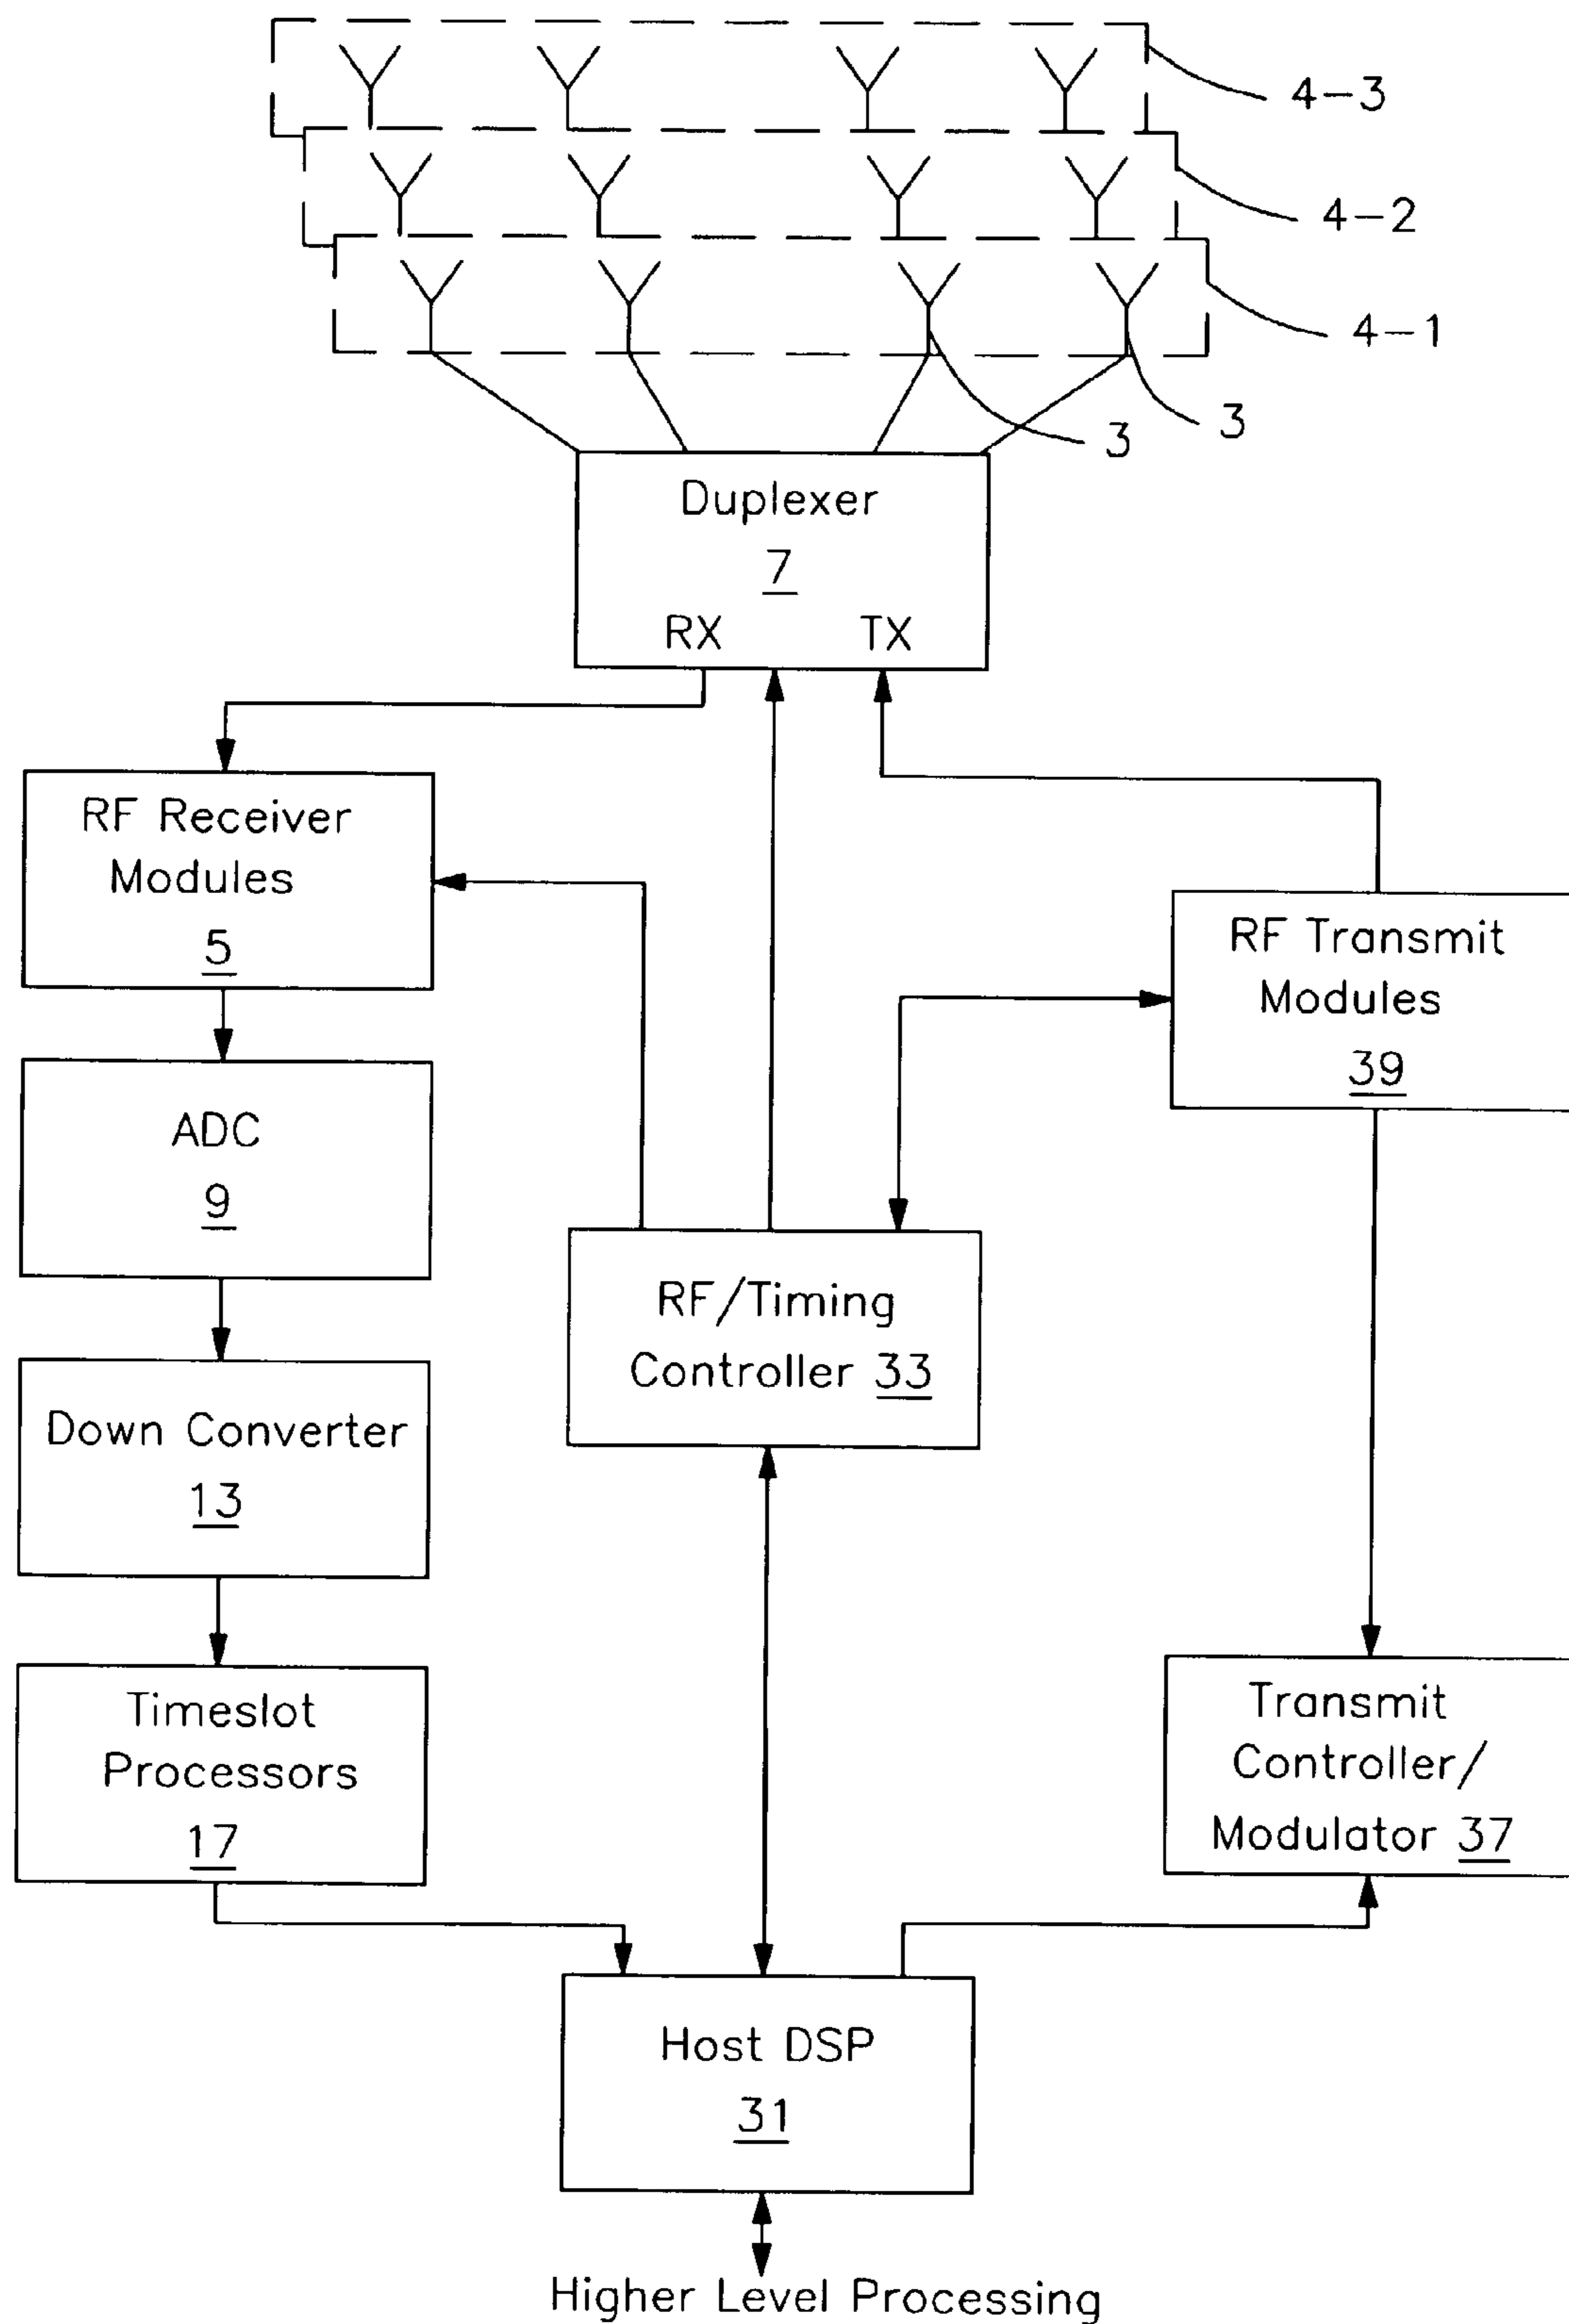 4-3
4-2
4-1
3
3
Duplexer
7
RX TX
RF Receiver
Modules
5
RF Transmit
Modules
39
ADC
9
RF/Timing
Controller 33
Down Converter
13
Timeslot
Processors
17
Transmit
Controller/
Modulator 37
Host DSP
31
Higher Level Processing